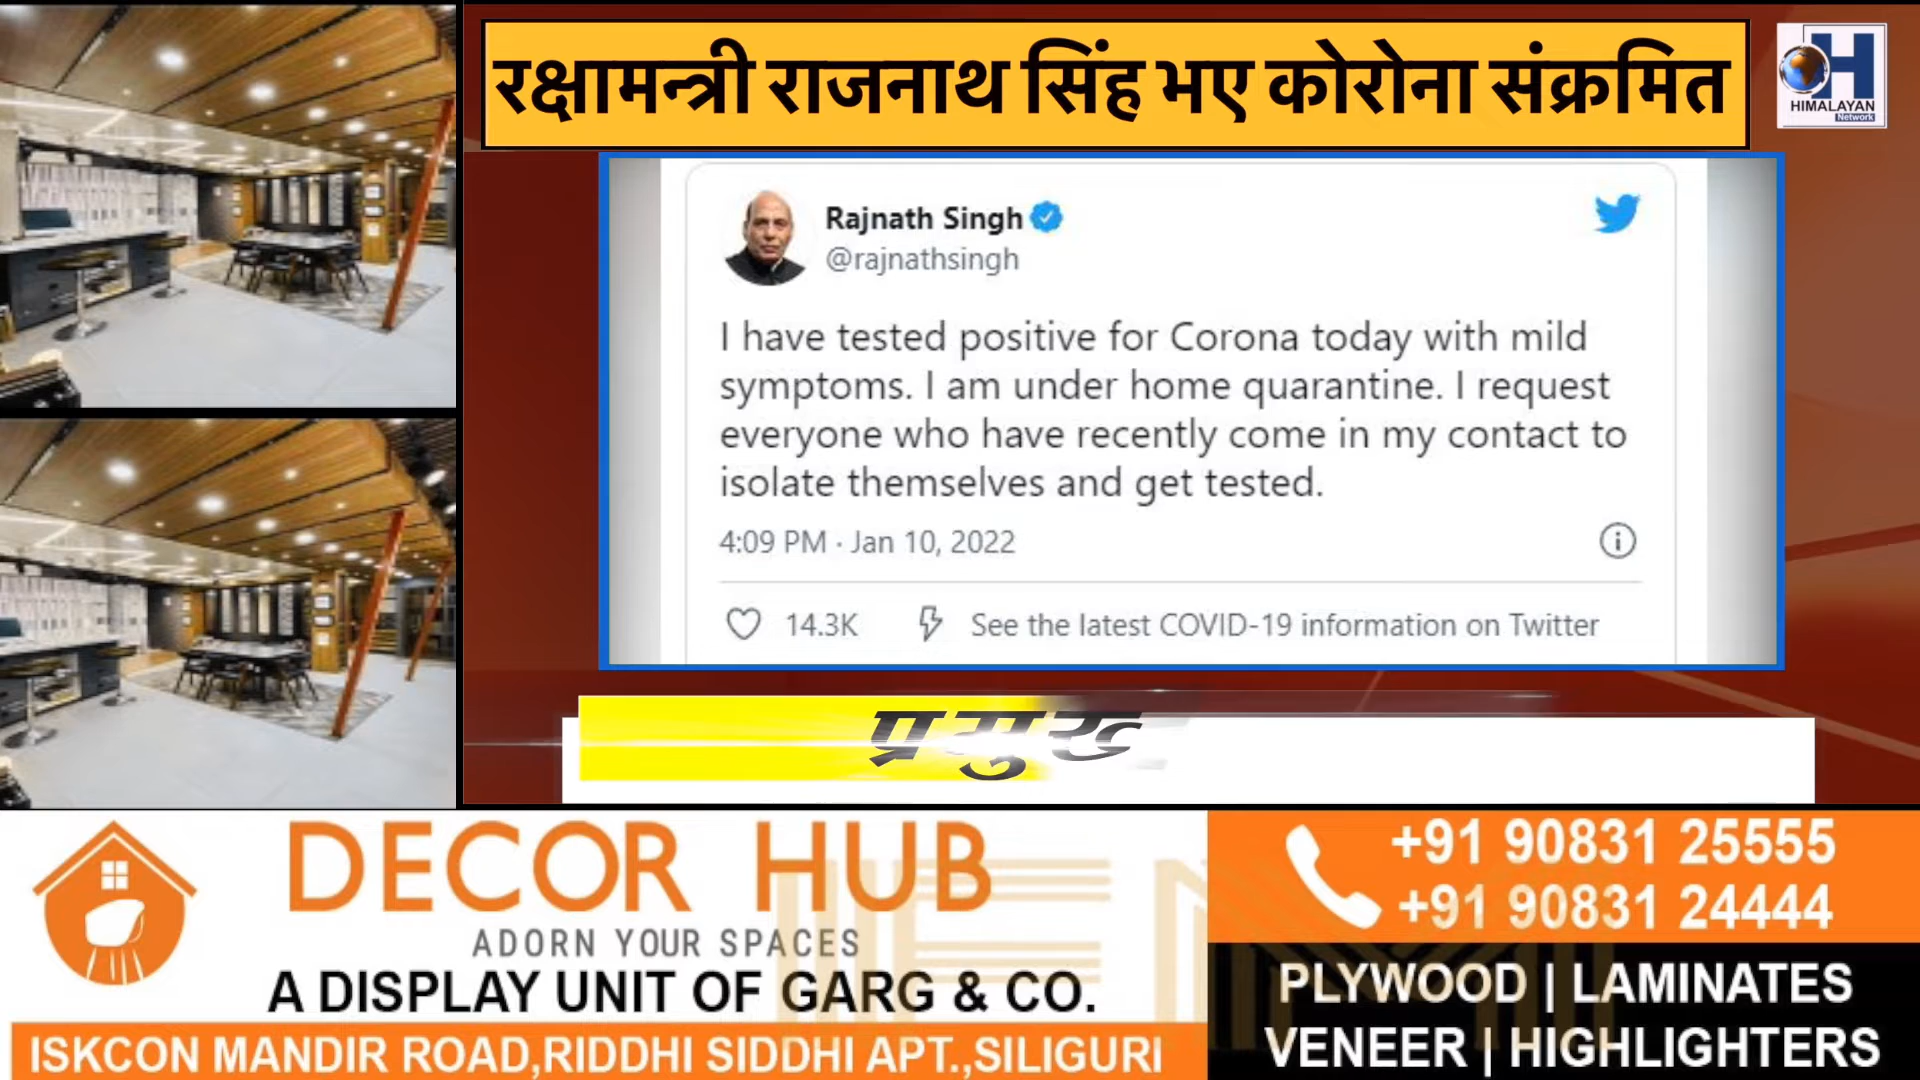 रक्षामन्त्री राजनाथ सिंह भए कोरोना संक्रमित
HIMALAYAN
Network
Rajnath Singh
@rajnathsingh
I have tested positive for Corona today with mild
symptoms. I am under home quarantine. I request
everyone who have recently come in my contact to
isolate themselves and get tested.
4:09 PM · Jan 10, 2022
14.3K
See the latest COVID-19 information on Twitter
प्रमुख
DECOR HUB
ADORN YOUR SPACES
A DISPLAY UNIT OF GARG & CO.
ISKCON MANDIR ROAD,RIDDHI SIDDHI APT.,SILIGURI
+91 90831 25555
+91 90831 24444
PLYWOOD | LAMINATES
VENEER | HIGHLIGHTERS